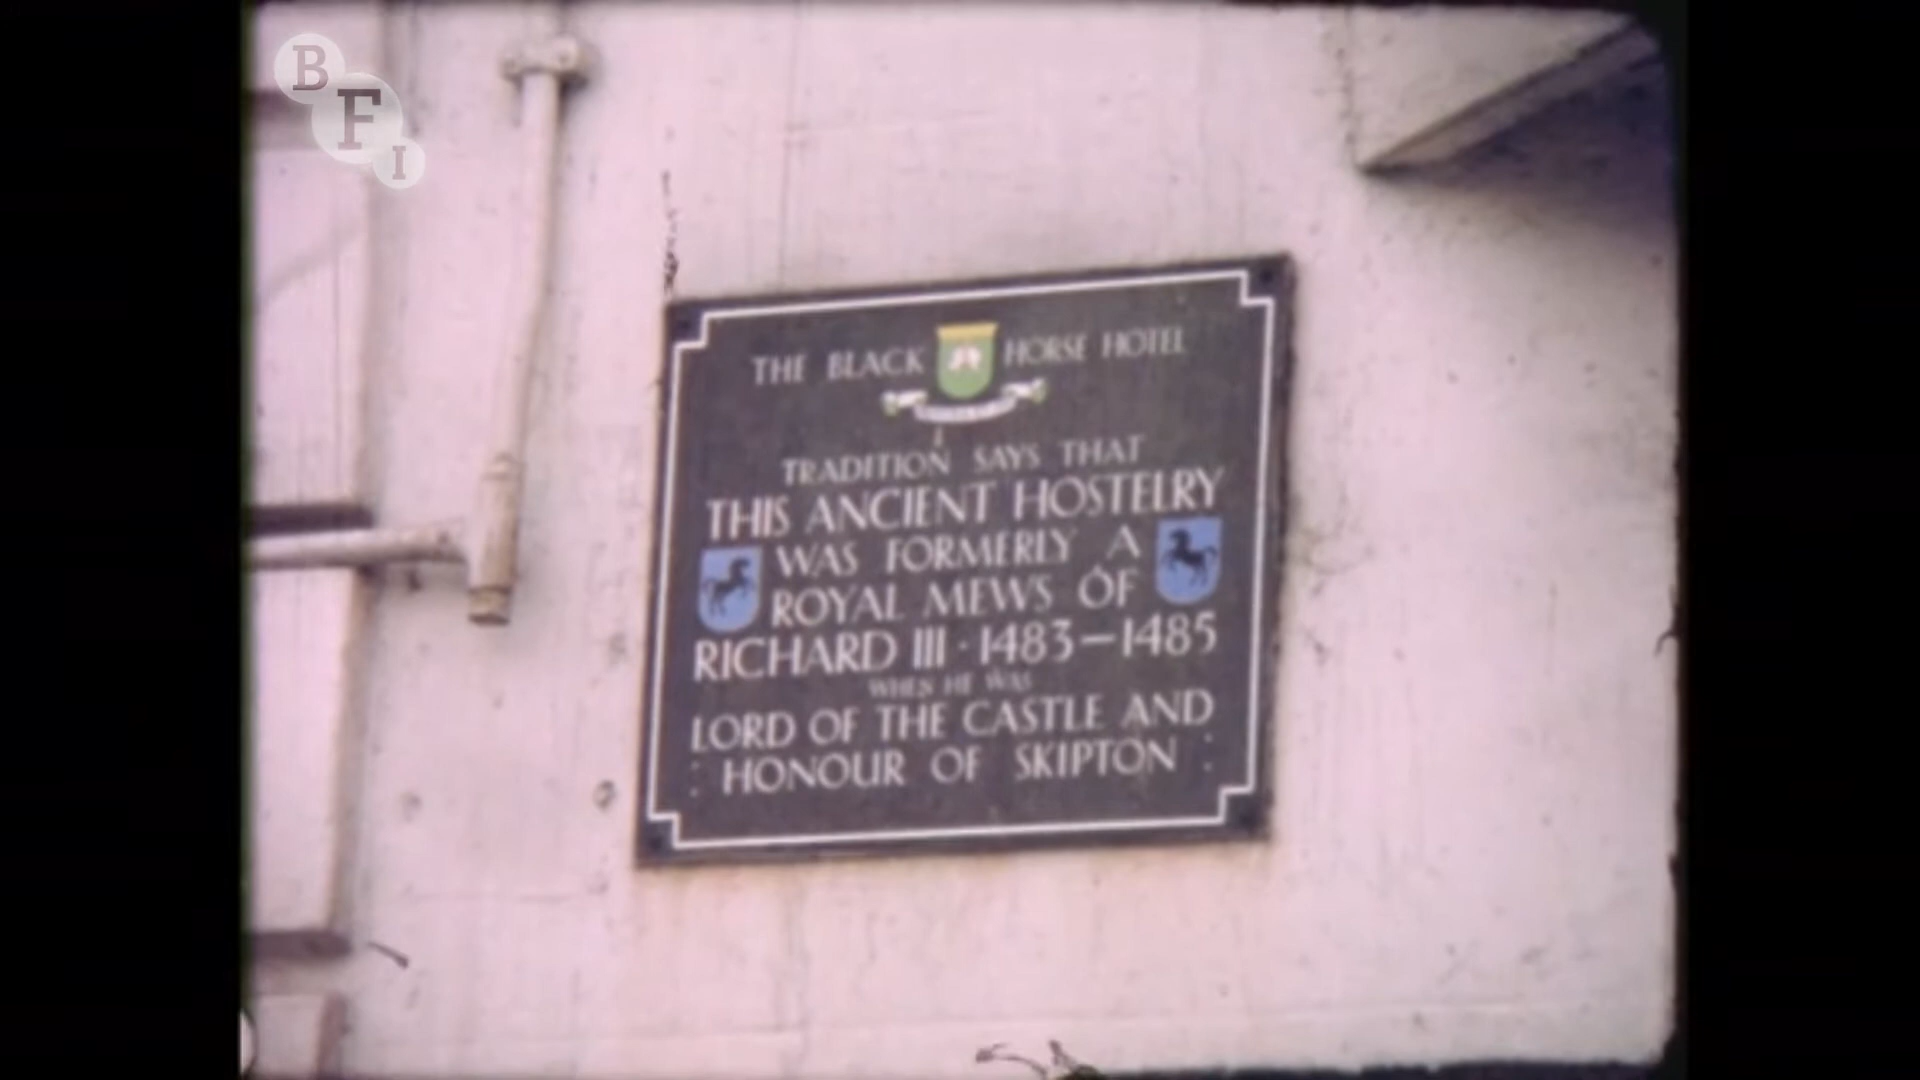 BFI
THE BLACK HORSE HOTEL
TRADITION SAYS THAT
THIS ANCIENT HOSTELRY
WAS FORMERLY A
ROYAL MEWS OF
RICHARD III · 1483–1485
WHEN HE WAS
LORD OF THE CASTLE AND
: HONOUR OF SKIPTON :